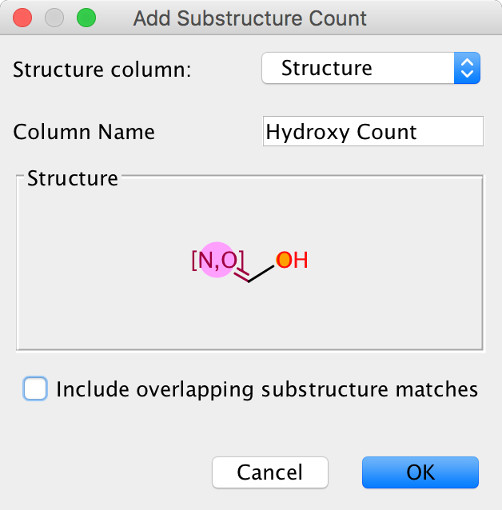 Add Substructure Count
Structure column: Structure
Column Name Hydroxy Count
Structure
[N,O] OH
Include overlapping substructure matches
Cancel OK